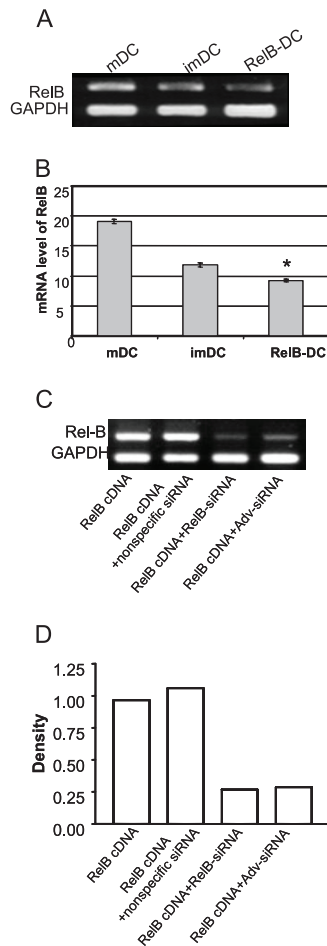 A
mDC
imDC
RelB-DC
RelB
GAPDH
B
mRNA level of RelB
25
20
15
10
5
0
*
mDC
imDC
RelB-DC
C
Rel-B
GAPDH
RelB cDNA
RelB cDNA
+nonspecific siRNA
RelB cDNA+RelB-siRNA
RelB cDNA+Adv-siRNA
D
Density
1.25
1.00
0.75
0.25
0.00
RelB cDNA
RelB cDNA
+nonspecific siRNA
RelB cDNA+RelB-siRNA
RelB cDNA+Adv-siRNA